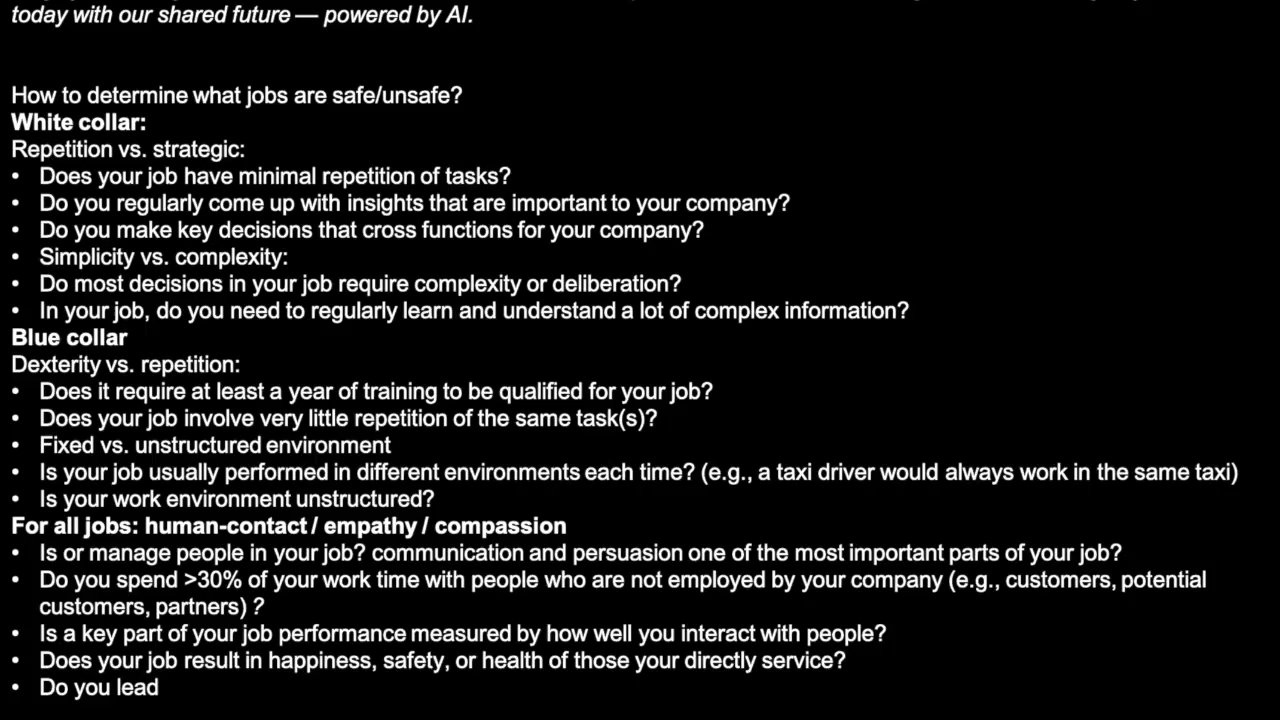 today with our shared future — powered by AI.
How to determine what jobs are safe/unsafe?
White collar:
Repetition vs. strategic:
• Does your job have minimal repetition of tasks?
• Do you regularly come up with insights that are important to your company?
• Do you make key decisions that cross functions for your company?
• Simplicity vs. complexity:
• Do most decisions in your job require complexity or deliberation?
• In your job, do you need to regularly learn and understand a lot of complex information?
Blue collar
Dexterity vs. repetition:
• Does it require at least a year of training to be qualified for your job?
• Does your job involve very little repetition of the same task(s)?
• Fixed vs. unstructured environment
• Is your job usually performed in different environments each time? (e.g., a taxi driver would always work in the same taxi)
• Is your work environment unstructured?
For all jobs: human-contact / empathy / compassion
• Is or manage people in your job? communication and persuasion one of the most important parts of your job?
• Do you spend >30% of your work time with people who are not employed by your company (e.g., customers, potential
customers, partners) ?
• Is a key part of your job performance measured by how well you interact with people?
• Does your job result in happiness, safety, or health of those your directly service?
• Do you lead